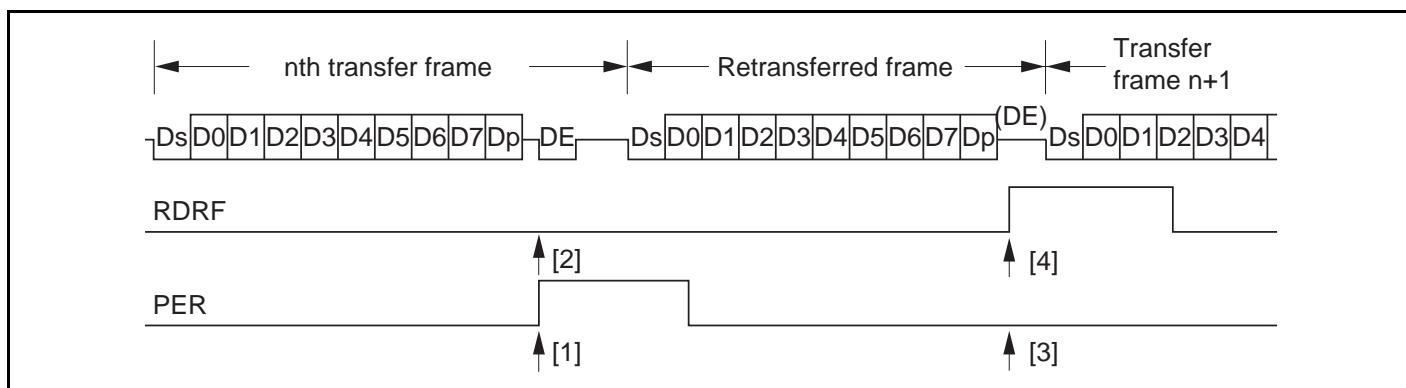 nth transfer frame
Retransferred frame
Transfer
frame n+1
(DE)
Ds D0 D1 D2 D3 D4 D5 D6 D7 Dp DE Ds D0 D1 D2 D3 D4 D5 D6 D7 Dp Ds D0 D1 D2 D3 D4
RDRF
[2] [4]
PER
[1] [3]